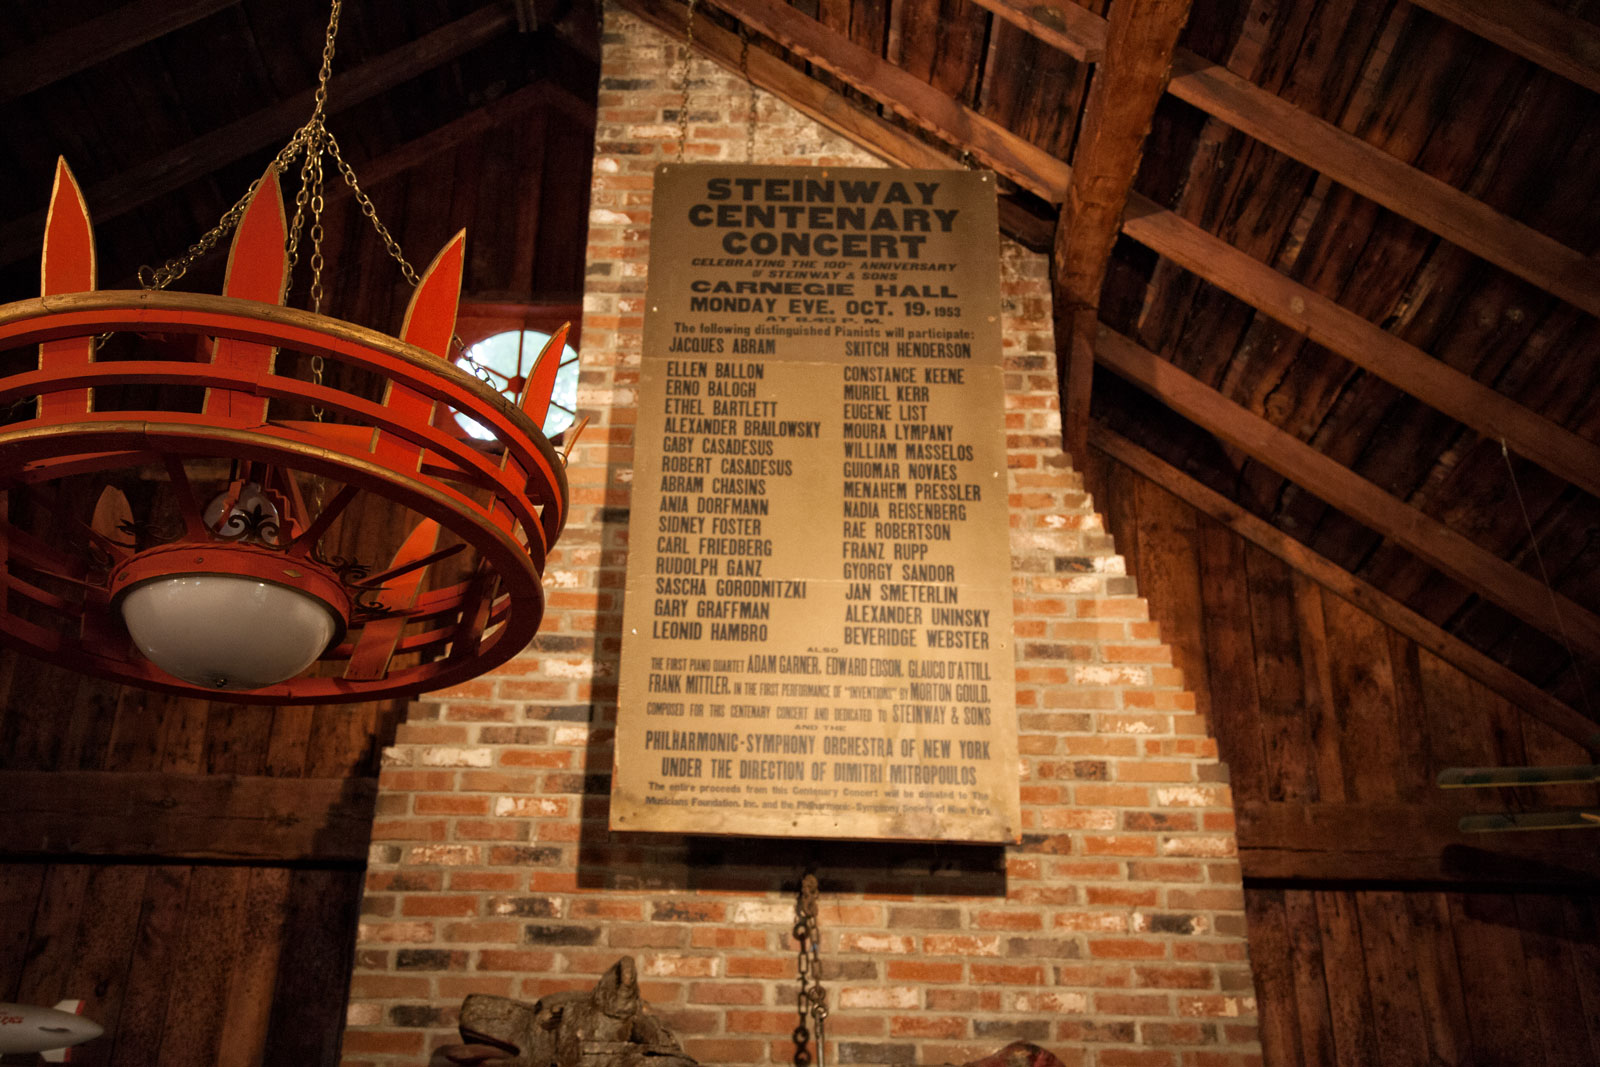 STEINWAY
CENTENARY
CONCERT
CELEBRATING THE 100TH ANNIVERSARY
of STEINWAY & SONS
CARNEGIE HALL
MONDAY EVE. OCT. 19, 1953
AT 8.45 P. M.
The following distinguished Pianists will participate:
JACQUES ABRAM
ELLEN BALLON
ERNO BALOGH
ETHEL BARTLETT
ALEXANDER BRAILOWSKY
GABY CASADESUS
ROBERT CASADESUS
ABRAM CHASINS
ANIA DORFMANN
SIDNEY FOSTER
CARL FRIEDBERG
RUDOLPH GANZ
SASCHA GORODNITZKI
GARY GRAFFMAN
LEONID HAMBRO
SKITCH HENDERSON
CONSTANCE KEENE
MURIEL KERR
EUGENE LIST
MOURA LYMPANY
WILLIAM MASSELOS
GUIOMAR NOVAES
MENAHEM PRESSLER
NADIA REISENBERG
RAE ROBERTSON
FRANZ RUPP
GYORGY SANDOR
JAN SMETERLIN
ALEXANDER UNINSKY
BEVERIDGE WEBSTER
ALSO
THE FIRST PIANO QUARTET ADAM GARNER, EDWARD EDSON, GLAUCO D'ATTILI,
FRANK MITTLER, IN THE FIRST PERFORMANCE OF "INVENTIONS" BY MORTON GOULD,
COMPOSED FOR THIS CENTENARY CONCERT AND DEDICATED TO STEINWAY & SONS
AND THE
PHILHARMONIC-SYMPHONY ORCHESTRA OF NEW YORK
UNDER THE DIRECTION OF DIMITRI MITROPOULOS
The entire proceeds from this Centenary Concert will be donated to The
Musicians Foundation, Inc. and the Philharmonic-Symphony Society of New York